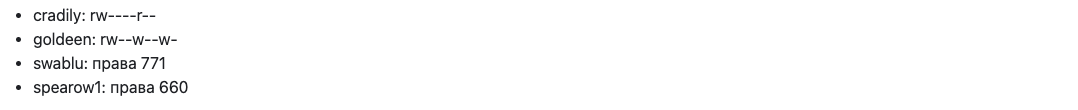 • cradily: rw----r--
• goldeen: rw--w--w-
• swablu: права 771
• spearow1: права 660